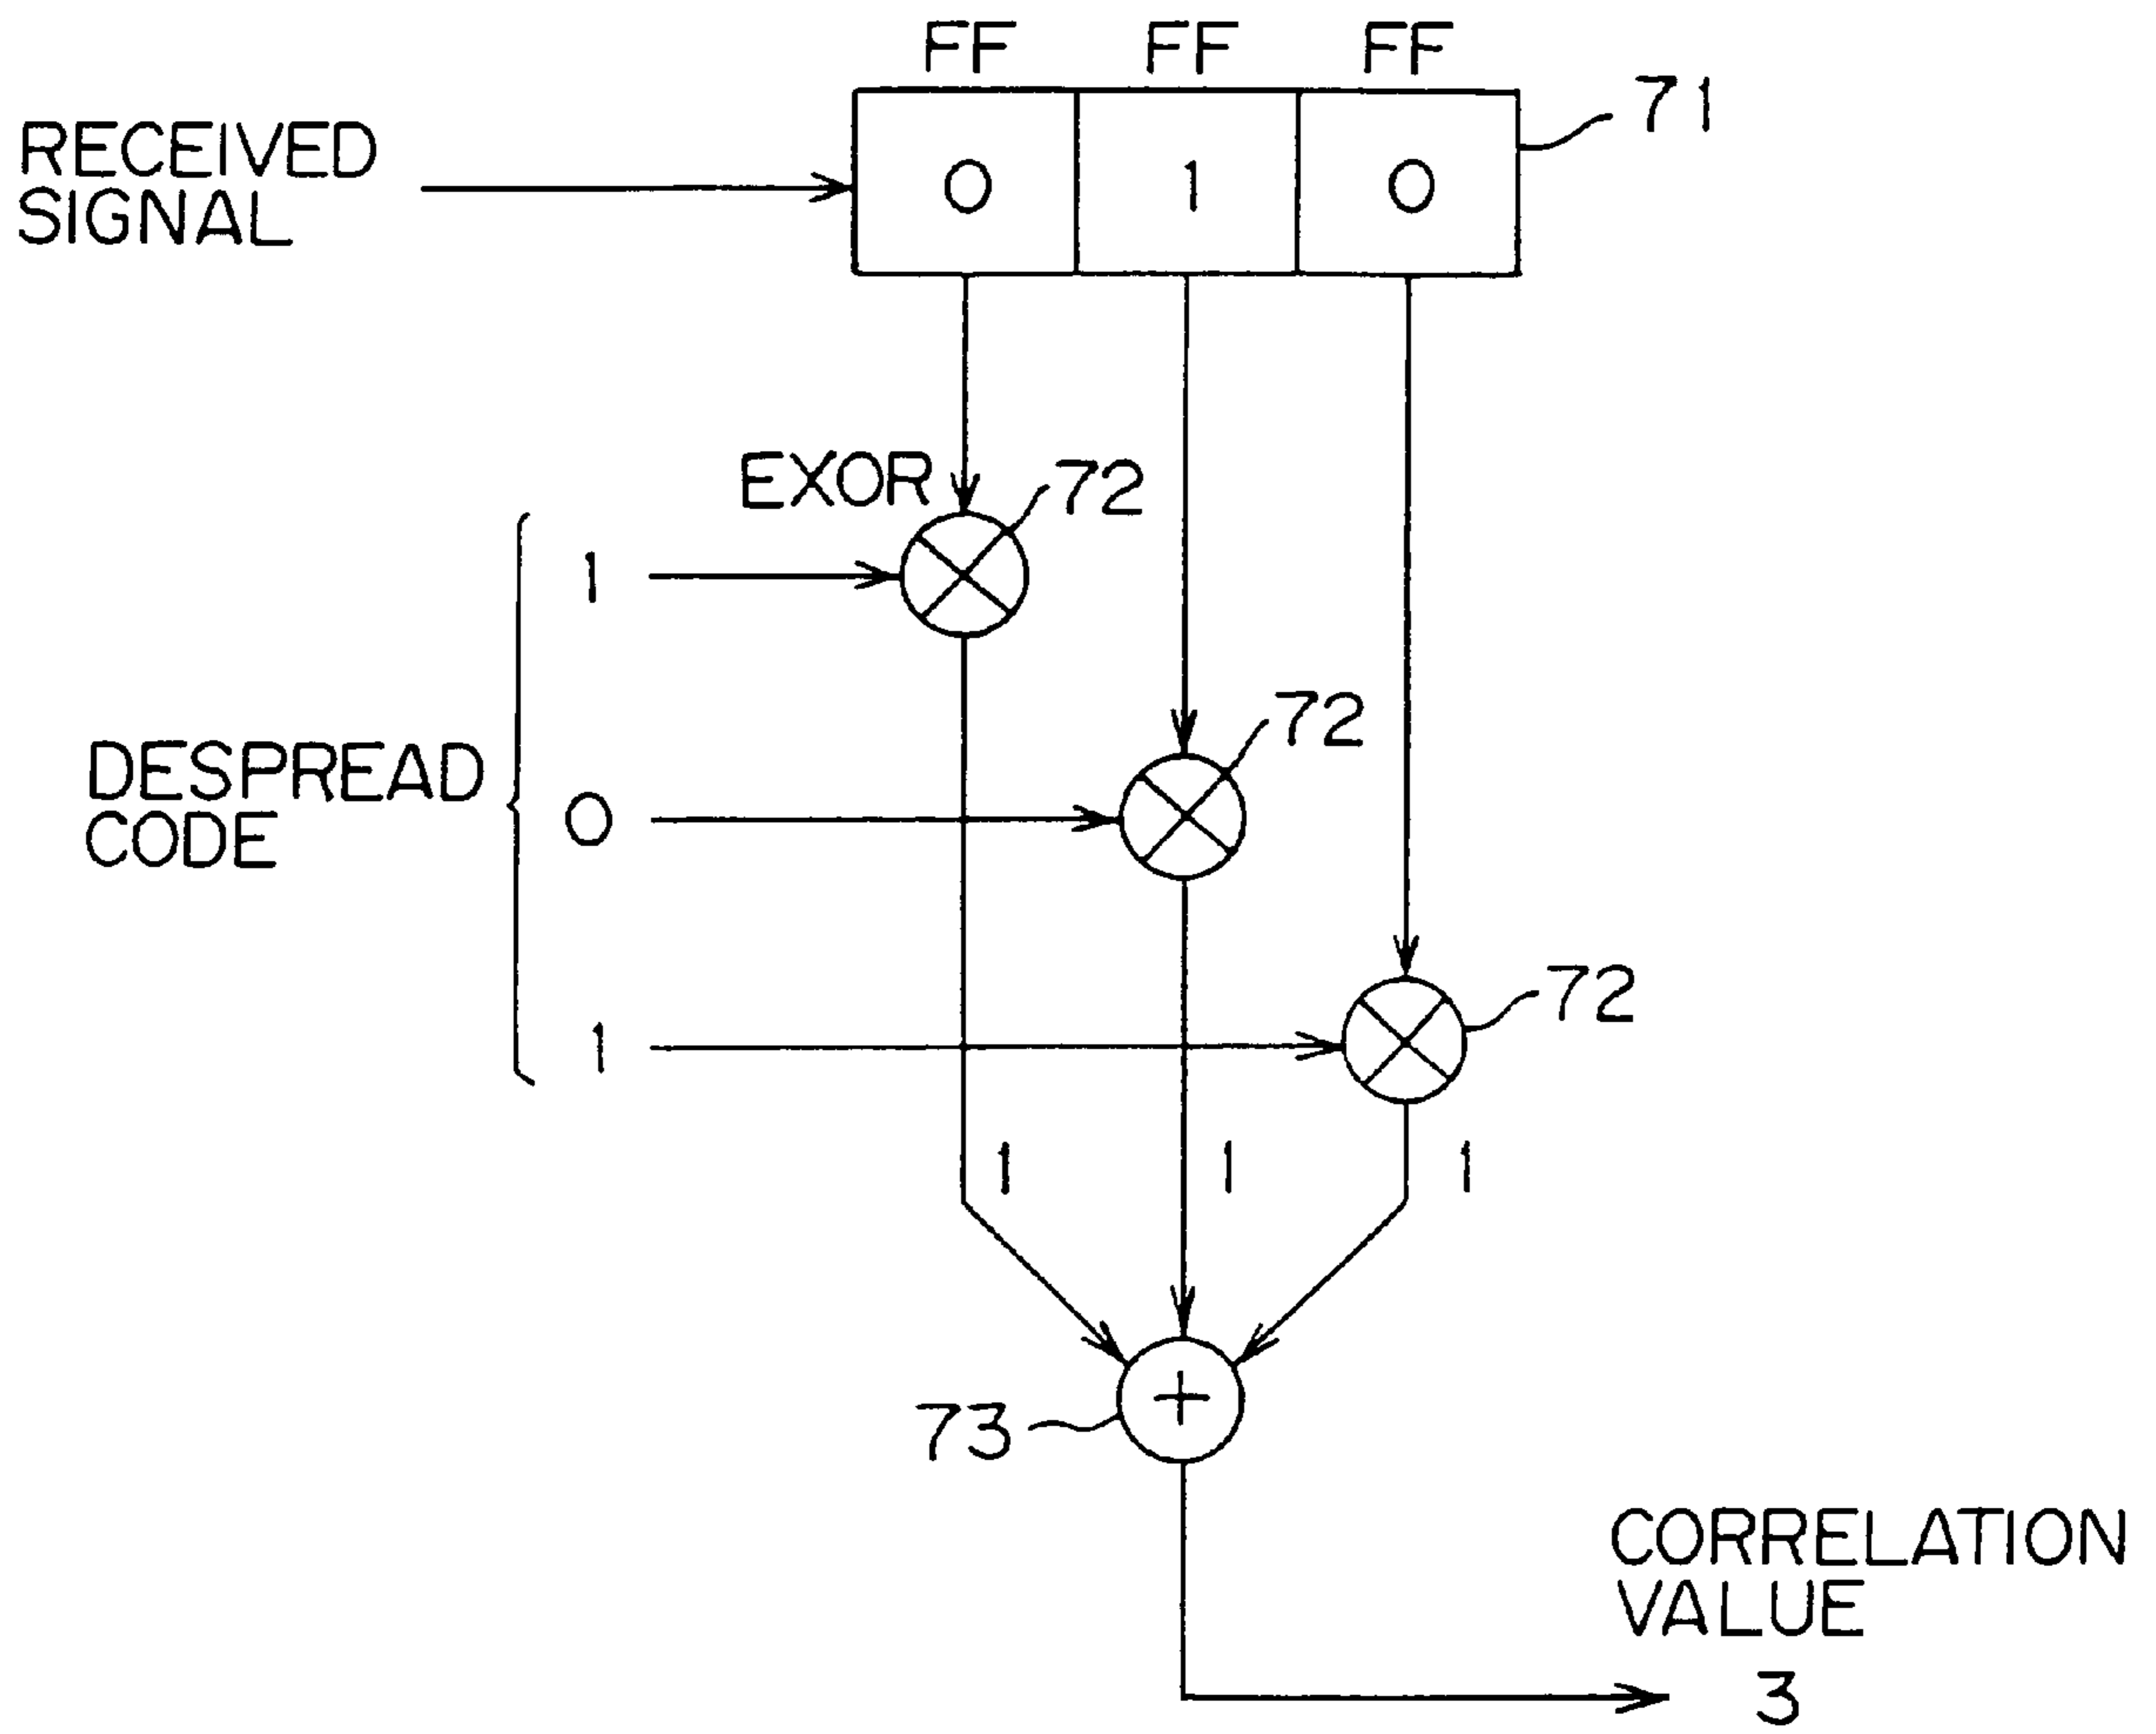 FF FF FF
71
RECEIVED
SIGNAL
0 1 0
EXOR 72
1
72
DESPREAD
CODE
0
72
1
1 1 1
+
73
CORRELATION
VALUE
3